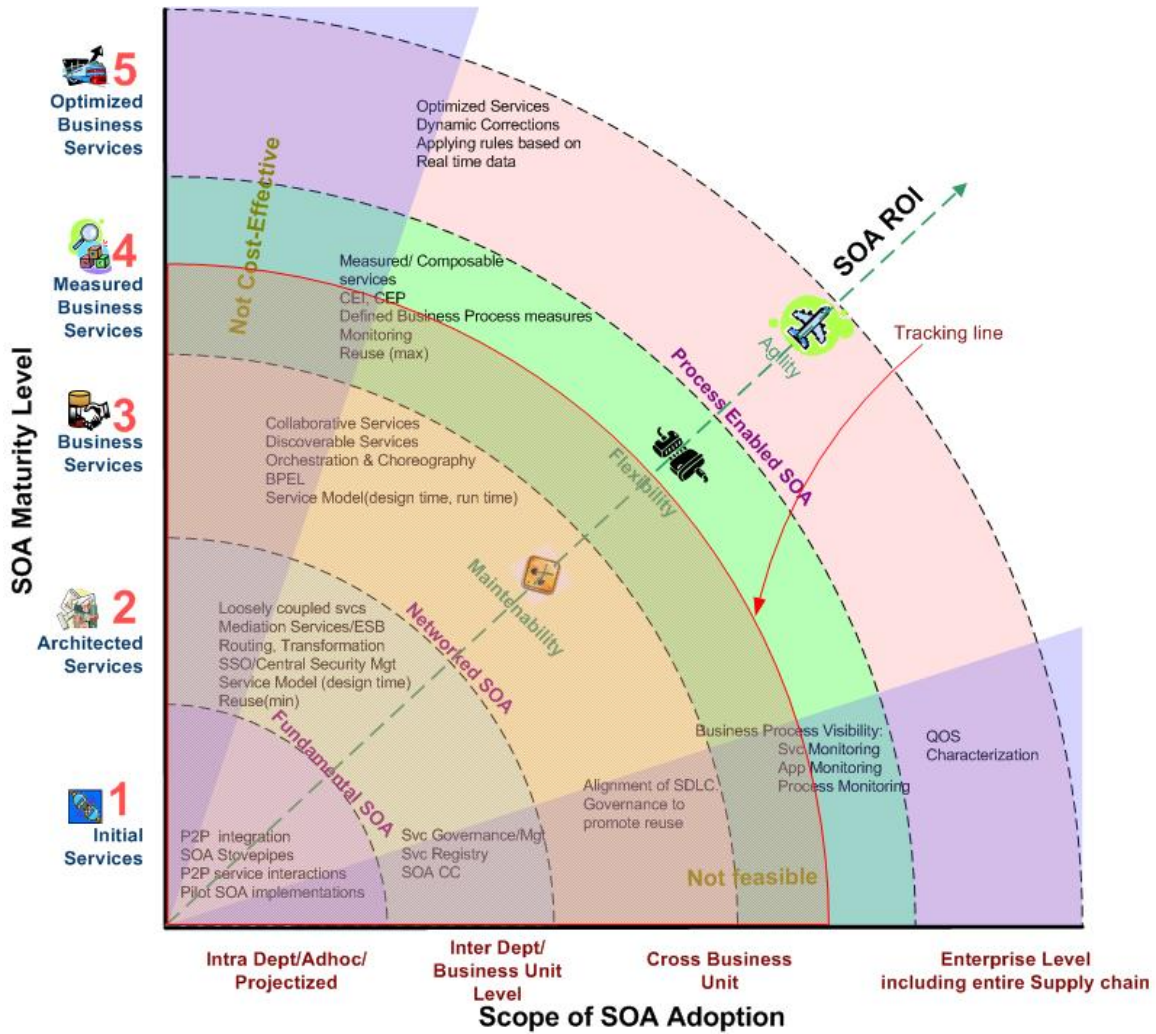 5
Optimized
Business
Services
Optimized Services
Dynamic Corrections
Applying rules based on
Real time data
Not Cost-Effective
SOA ROI
4
Measured
Business
Services
Measured/ Composable
services
CEI, CEP
Defined Business Process measures
Monitoring
Reuse (max)
Agility
Tracking line
Process Enabled SOA
SOA Maturity Level
3
Business
Services
Collaborative Services
Discoverable Services
Orchestration & Choreography
BPEL
Service Model(design time, run time)
Flexibility
Maintenability
2
Architected
Services
Loosely coupled svcs
Mediation Services/ESB
Routing, Transformation
SSO/Central Security Mgt
Service Model (design time)
Reuse(min)
Networked SOA
Fundamental SOA
Business Process Visibility:
Svc Monitoring
App Monitoring
Process Monitoring
QOS
Characterization
1
Initial
Services
P2P integration
SOA Stovepipes
P2P service interactions
Pilot SOA implementations
Svc Governance/Mgt
Svc Registry
SOA CC
Alignment of SDLC.
Governance to
promote reuse
Not feasible
Intra Dept/Adhoc/
Projectized
Inter Dept/
Business Unit
Level
Cross Business
Unit
Enterprise Level
including entire Supply chain
Scope of SOA Adoption